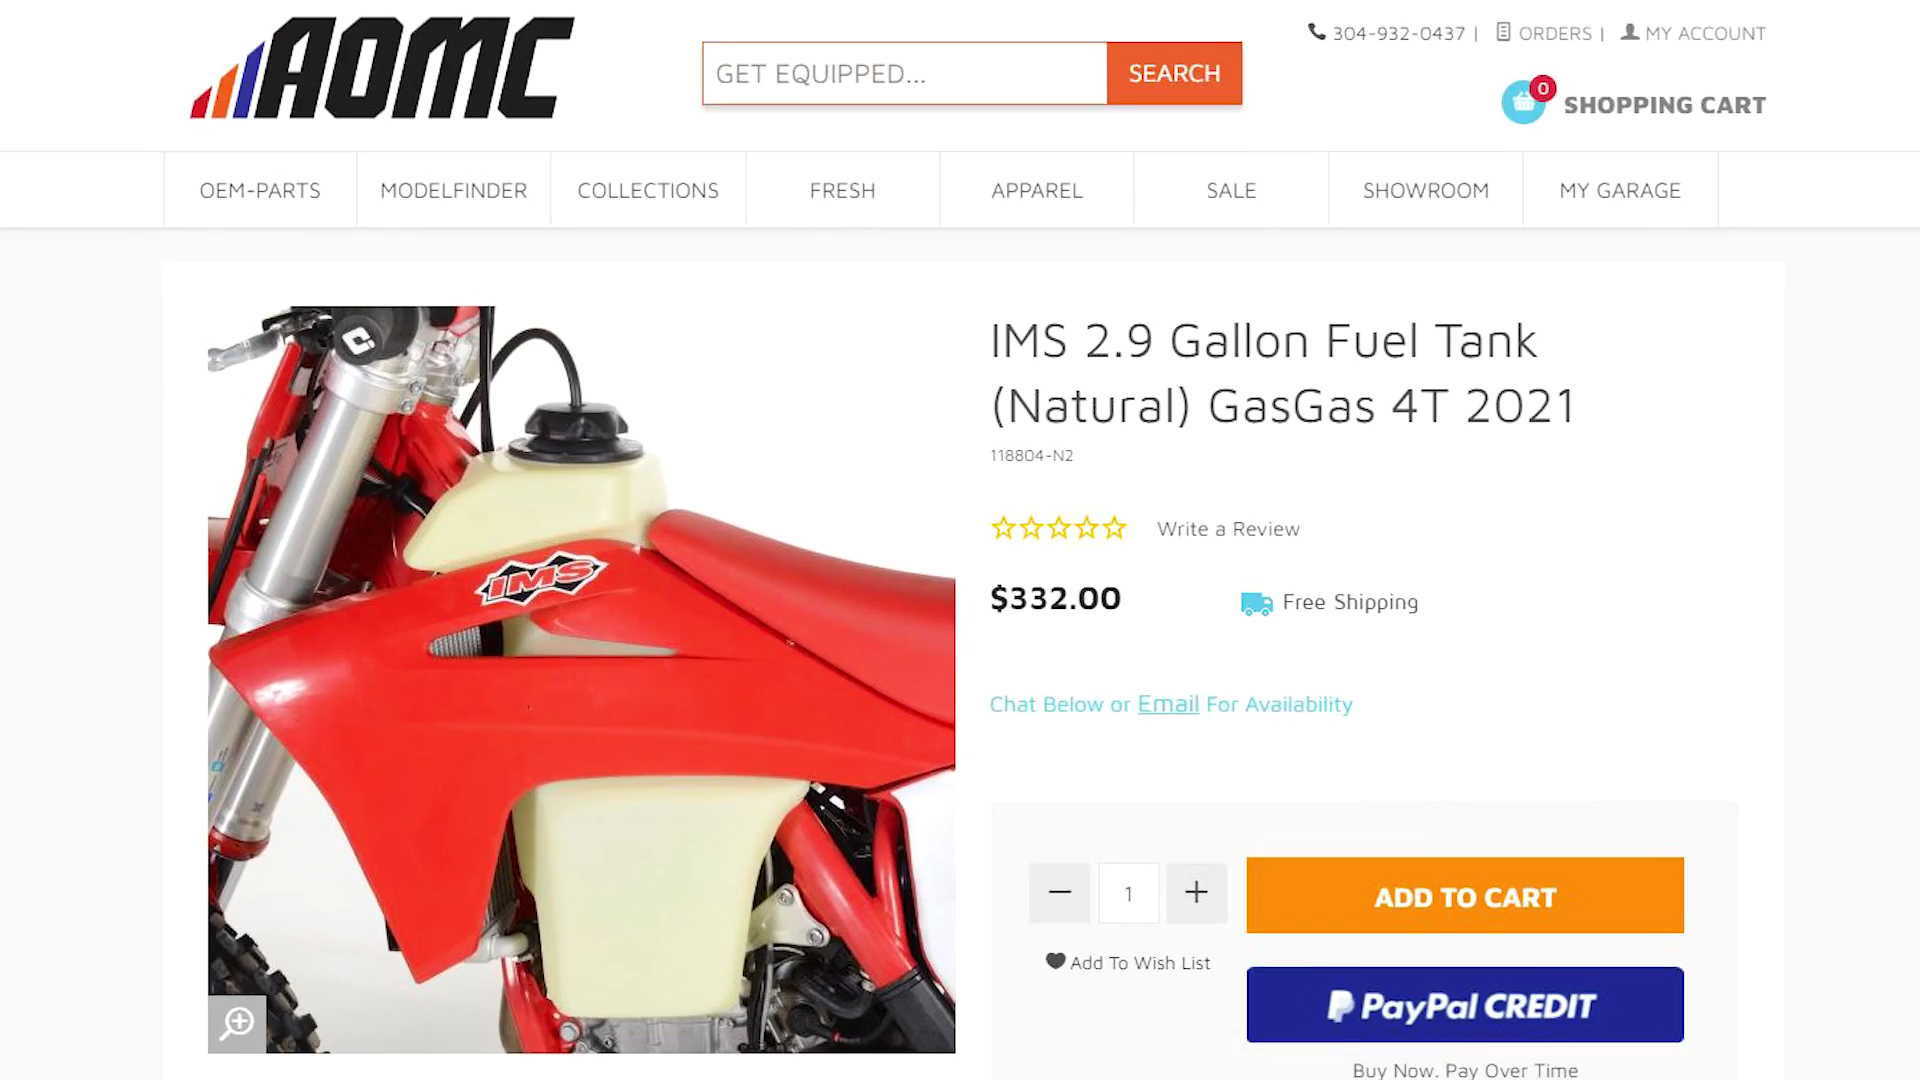 AOMC
GET EQUIPPED...
SEARCH
304-932-0437 |
ORDERS |
MY ACCOUNT
0
SHOPPING CART
OEM-PARTS
MODELFINDER
COLLECTIONS
FRESH
APPAREL
SALE
SHOWROOM
MY GARAGE
IMS
IMS 2.9 Gallon Fuel Tank
(Natural) GasGas 4T 2021
118804-N2
Write a Review
$332.00
Free Shipping
Chat Below or Email For Availability
1
ADD TO CART
Add To Wish List
PayPal CREDIT
Buy Now. Pay Over Time